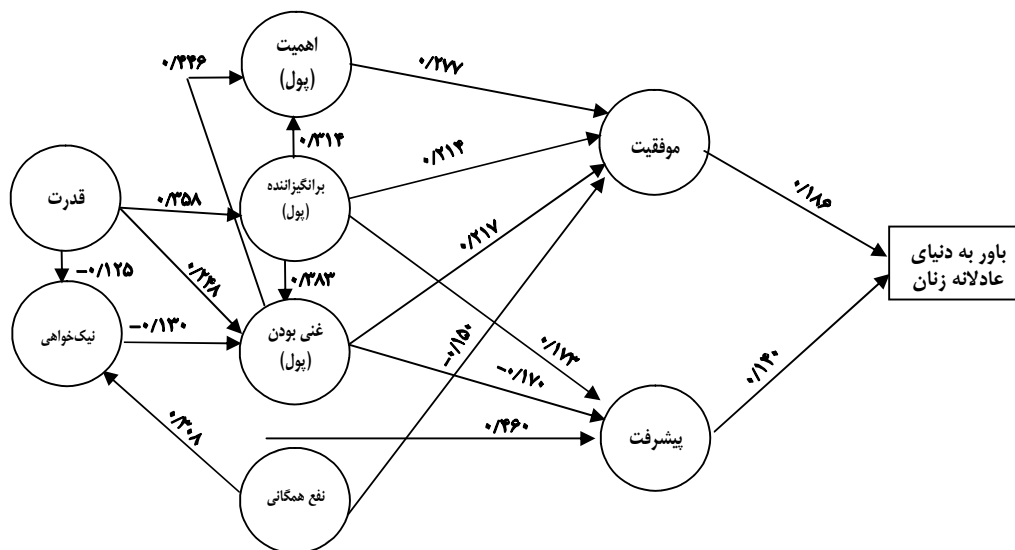 اهمیت
(پول)
۰/۴۴۶
۰/۲۷۷
۰/۳۱۴
۰/۲۱۴
موفقیت
قدرت
۰/۳۵۸
برانگیزاننده
(پول)
۰/۱۸۶
۰/۲۱۷
باور به دنیای
عادلانه زنان
-۰/۱۲۵
۰/۲۴۸
۰/۳۸۳
نیک‌خواهی
-۰/۱۳۰
غنی بودن
(پول)
-۰/۱۵۰
۰/۱۷۳
-۰/۱۷۰
۰/۱۴۰
۰/۳۰۸
۰/۴۶۰
پیشرفت
نفع همگانی